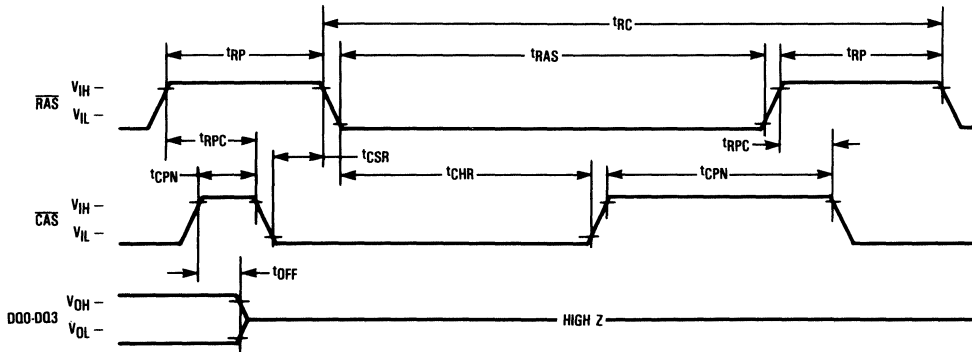 tRC
tRP
tRAS
tRP
RAS
VIH
VIL
tRPC
tCSR
tRPC
tCPN
tCHR
tCPN
CAS
VIH
VIL
tOFF
DQ0-DQ3
VOH
VOL
HIGH Z